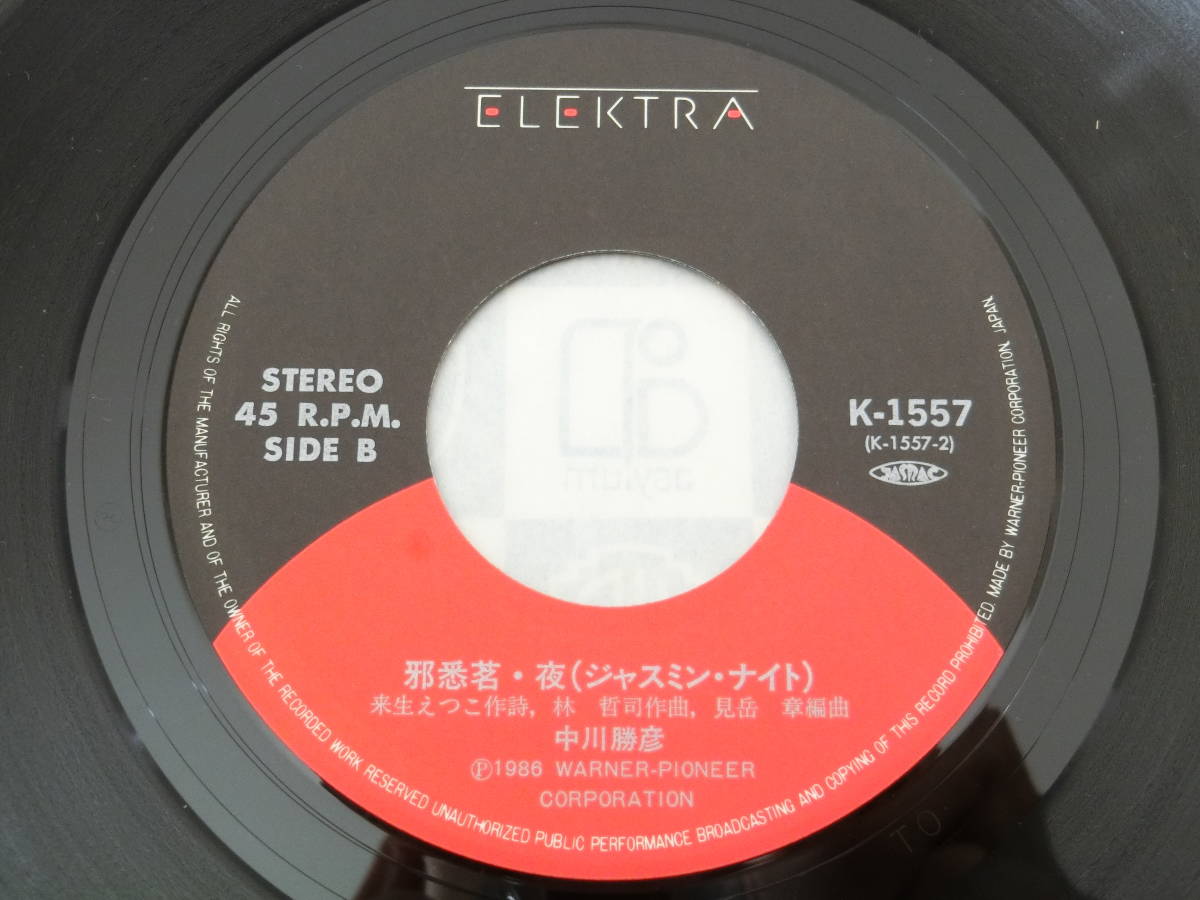 ELEKTRA
STEREO
45 R.P.M.
SIDE B
K-1557
(K-1557-2)
JASRAC
邪悉茗・夜(ジャスミン・ナイト)
来生えつこ作詩, 林 哲司作曲, 見岳 章編曲
中川勝彦
Ⓟ1986 WARNER-PIONEER
CORPORATION
ALL RIGHTS OF THE MANUFACTURER AND OF THE OWNER OF THE RECORDED WORK RESERVED UNAUTHORIZED PUBLIC PERFORMANCE BROADCASTING AND COPYING OF THIS RECORD PROHIBITED. MADE BY WARNER-PIONEER CORPORATION, JAPAN
TO